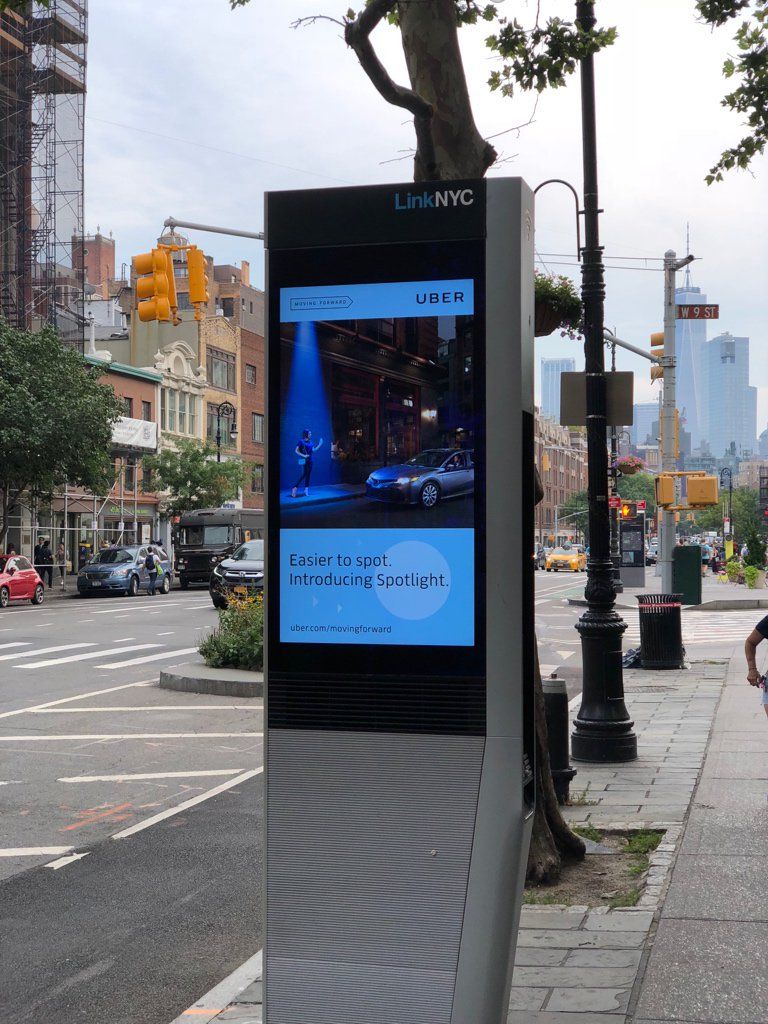 LinkNYC
MOVING FORWARD
UBER
W 9 ST
Easier to spot.
Introducing Spotlight.
uber.com/movingforward